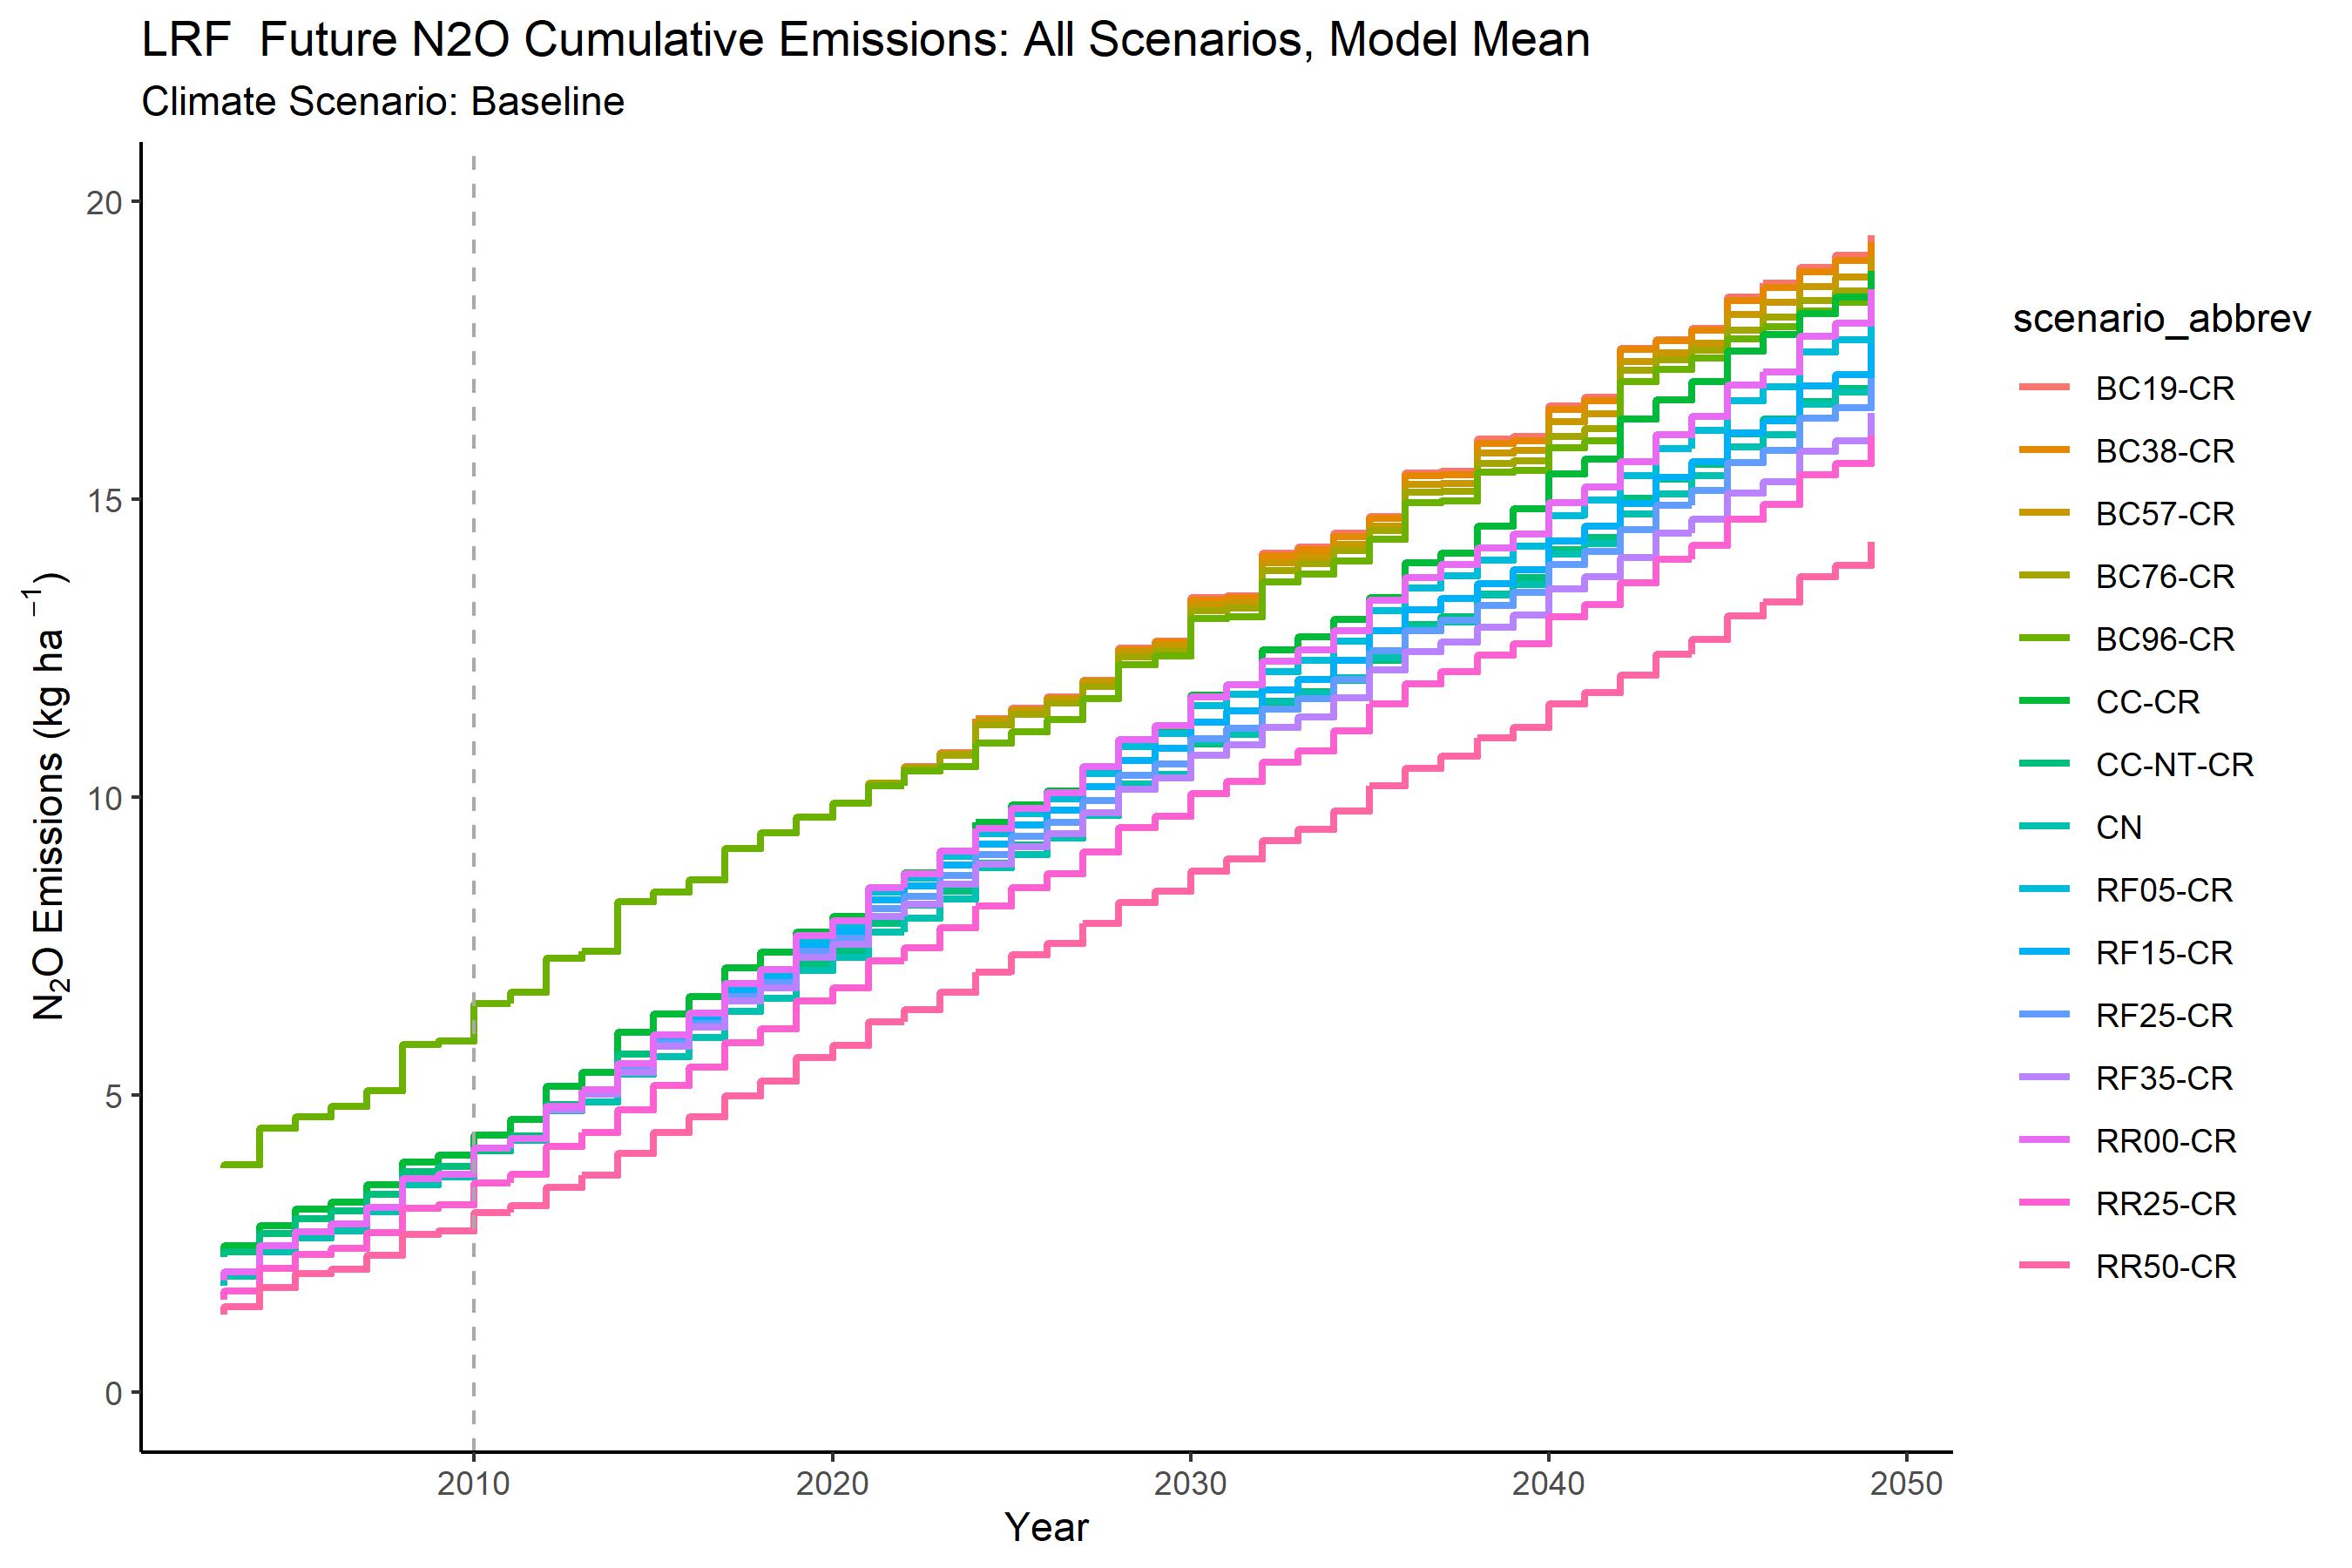 LRF  Future N2O Cumulative Emissions: All Scenarios, Model Mean
Climate Scenario: Baseline
N₂O Emissions (kg ha ⁻¹)
20
15
10
5
0
2010
2020
2030
2040
2050
Year
scenario_abbrev
BC19-CR
BC38-CR
BC57-CR
BC76-CR
BC96-CR
CC-CR
CC-NT-CR
CN
RF05-CR
RF15-CR
RF25-CR
RF35-CR
RR00-CR
RR25-CR
RR50-CR